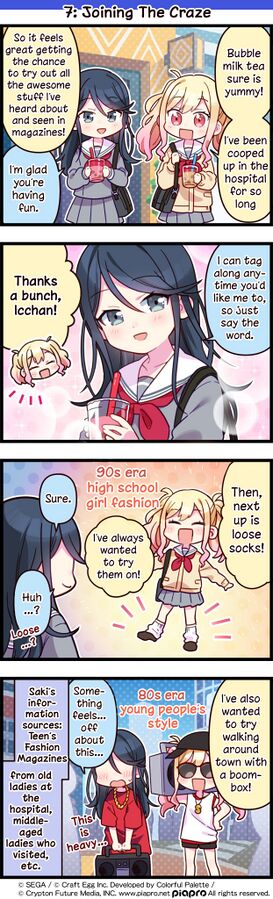 7: Joining The Craze
Bubble
milk tea
sure is
yummy!
I've been
cooped
up in the
hospital
for so
long
So it feels
great getting
the chance
to try out all
the awesome
stuff I've
heard about
and seen in
magazines!
I'm glad
you're
having
fun.
I can tag
along any-
time you'd
like me to,
so just
say the
word.
Thanks
a bunch,
Icchan!
Then,
next up
is loose
socks!
90s era
high school
girl fashion
I've always
wanted
to try
them on!
Sure.
Huh
...?
Loose
...?
I've also
wanted
to try
walking
around
town with
a boom-
box!
80s era
young people's
style
Some-
thing
feels...
off
about
this...
This
is
heavy...
Saki's
infor-
mation
sources:
Teen's
Fashion
Magazines
from old
ladies at
the
hospital,
middle-
aged
ladies who
visited,
etc.
© SEGA / © Craft Egg Inc. Developed by Colorful Palette /
© Crypton Future Media, INC. www.piapro.net piapro All rights reserved.